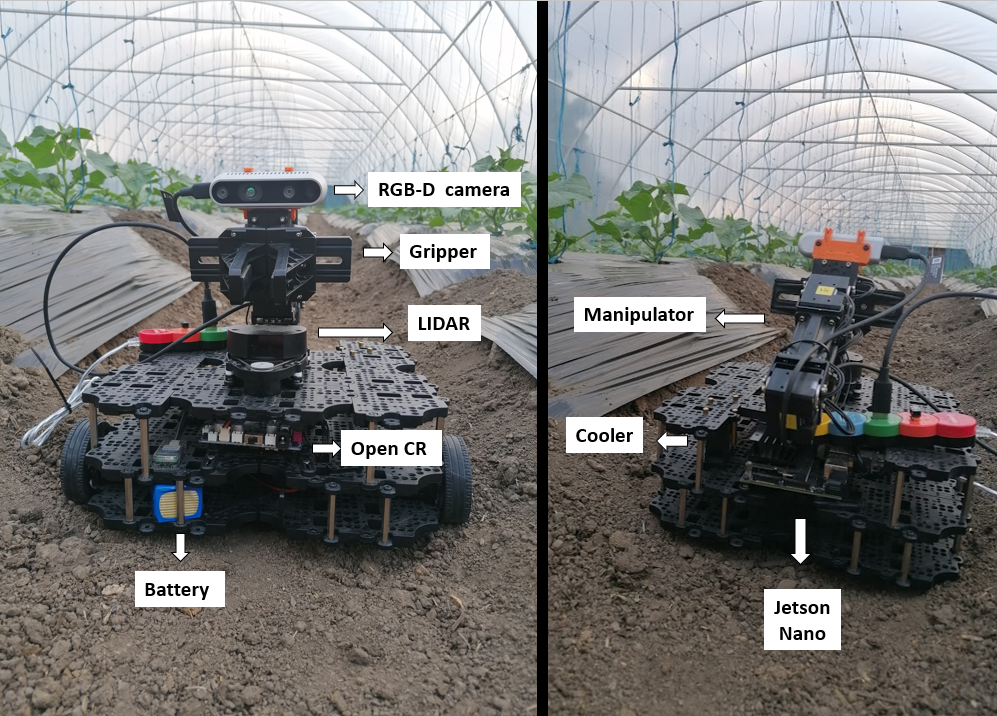 RGB-D camera
Gripper
LIDAR
Open CR
Battery
Manipulator
Cooler
Jetson
Nano